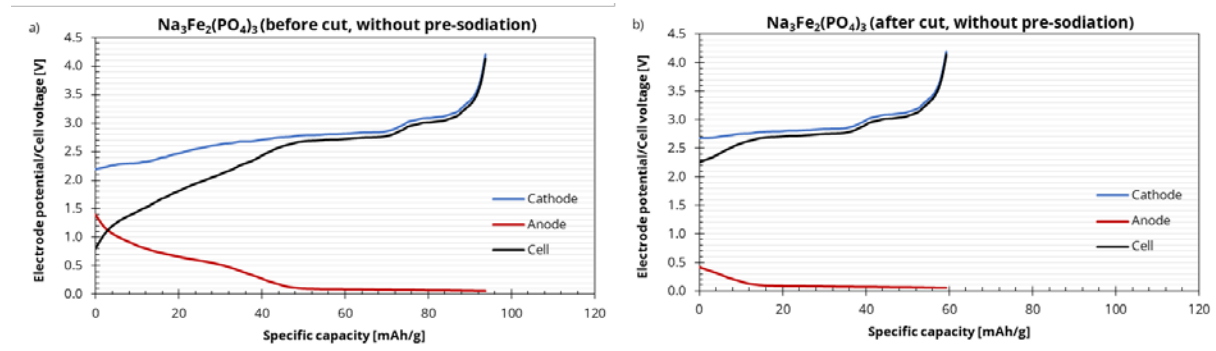 a)
Na₃Fe₂(PO₄)₃ (before cut, without pre-sodiation)
Electrode potential/Cell voltage [V]
4.5
4.0
3.5
3.0
2.5
2.0
1.5
1.0
0.5
0.0
Cathode
Anode
Cell
0 20 40 60 80 100 120
Specific capacity [mAh/g]
b)
Na₃Fe₂(PO₄)₃ (after cut, without pre-sodiation)
Electrode potential/Cell voltage [V]
4.5
4.0
3.5
3.0
2.5
2.0
1.5
1.0
0.5
0.0
Cathode
Anode
Cell
0 20 40 60 80 100 120
Specific capacity [mAh/g]